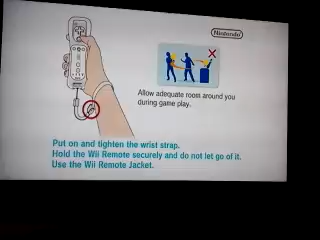 Nintendo
Allow adequate room around you
during game play.
Put on and tighten the wrist strap.
Hold the Wii Remote securely and do not let go of it.
Use the Wii Remote Jacket.